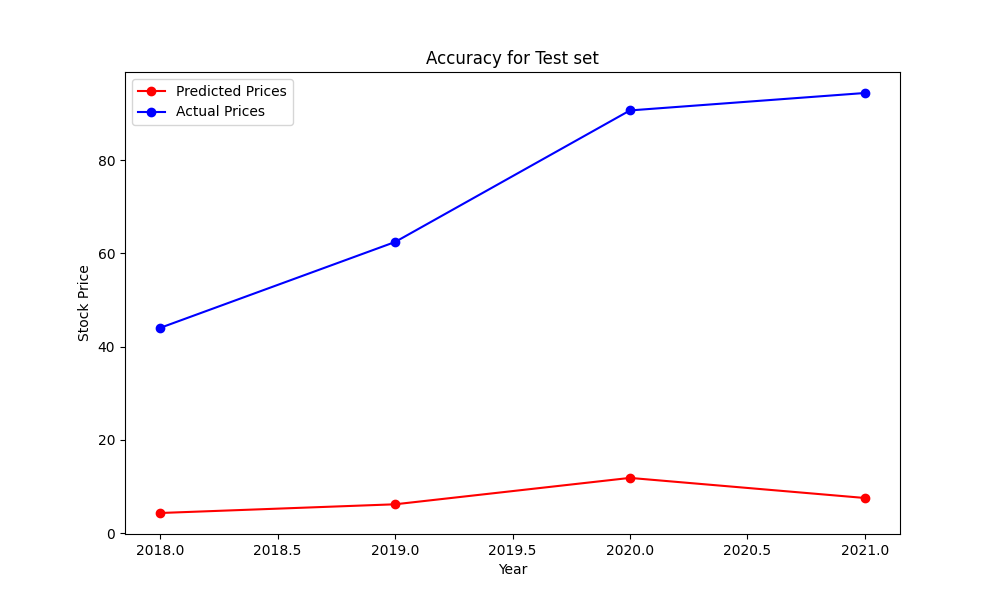 Accuracy for Test set
Predicted Prices
Actual Prices
Stock Price
80
60
40
20
0
2018.0 2018.5 2019.0 2019.5 2020.0 2020.5 2021.0
Year